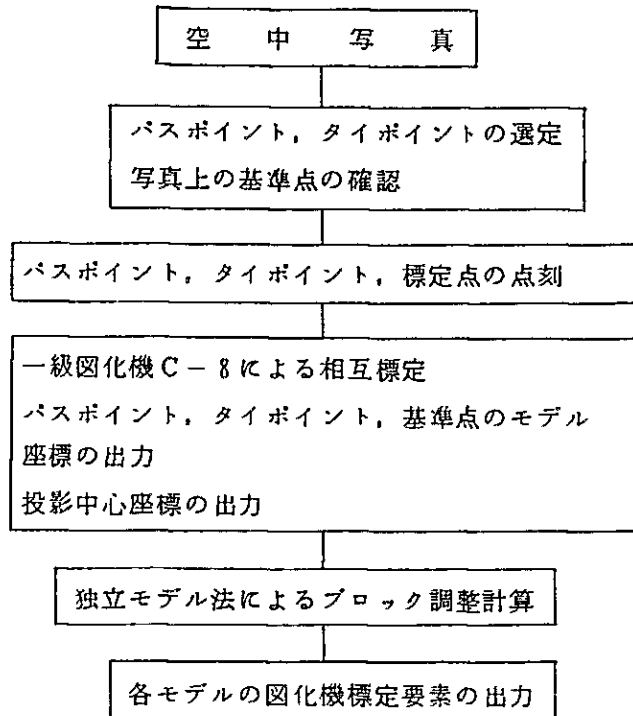 空中写真
パスポイント，タイポイントの選定
写真上の基準点の確認
パスポイント，タイポイント，標定点の点刻
一級図化機C－8による相互標定
パスポイント，タイポイント，基準点のモデル
座標の出力
投影中心座標の出力
独立モデル法によるブロック調整計算
各モデルの図化機標定要素の出力